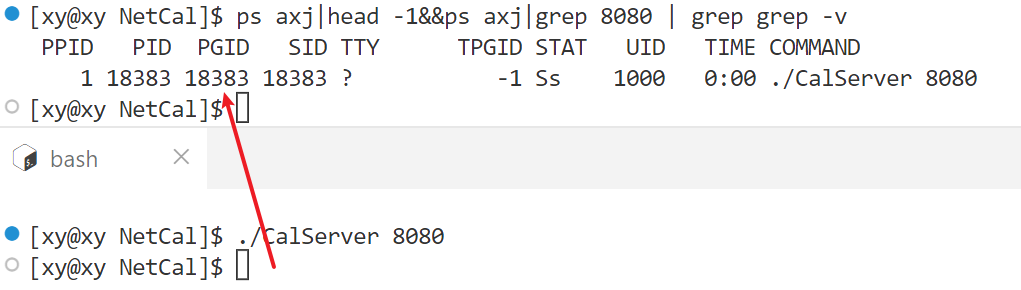 [xy@xy NetCal]$ ps axj|head -1&&ps axj|grep 8080 | grep grep -v
PPID PID PGID SID TTY TPGID STAT UID TIME COMMAND
1 18383 18383 18383 ? -1 Ss 1000 0:00 ./CalServer 8080
[xy@xy NetCal]$
bash
[xy@xy NetCal]$ ./CalServer 8080
[xy@xy NetCal]$